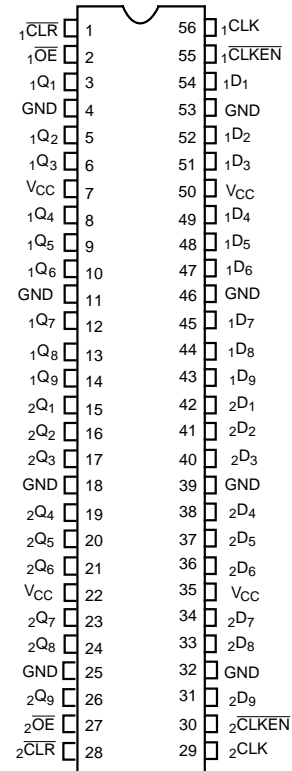 1CLR 1 56 1CLK
1OE 2 55 1CLKEN
1Q1 3 54 1D1
GND 4 53 GND
1Q2 5 52 1D2
1Q3 6 51 1D3
VCC 7 50 VCC
1Q4 8 49 1D4
1Q5 9 48 1D5
1Q6 10 47 1D6
GND 11 46 GND
1Q7 12 45 1D7
1Q8 13 44 1D8
1Q9 14 43 1D9
2Q1 15 42 2D1
2Q2 16 41 2D2
2Q3 17 40 2D3
GND 18 39 GND
2Q4 19 38 2D4
2Q5 20 37 2D5
2Q6 21 36 2D6
VCC 22 35 VCC
2Q7 23 34 2D7
2Q8 24 33 2D8
GND 25 32 GND
2Q9 26 31 2D9
2OE 27 30 2CLKEN
2CLR 28 29 2CLK